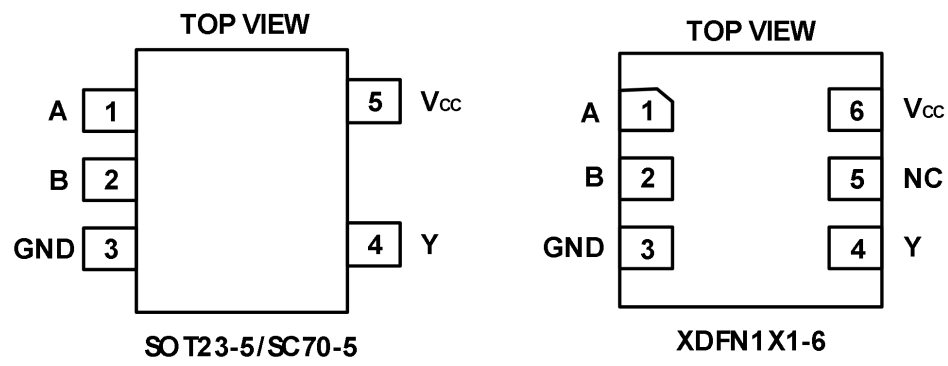 TOP VIEW
A 1 5 VCC
B 2
GND 3 4 Y
SOT23-5/SC70-5
TOP VIEW
A 1 6 VCC
B 2 5 NC
GND 3 4 Y
XDFN1X1-6